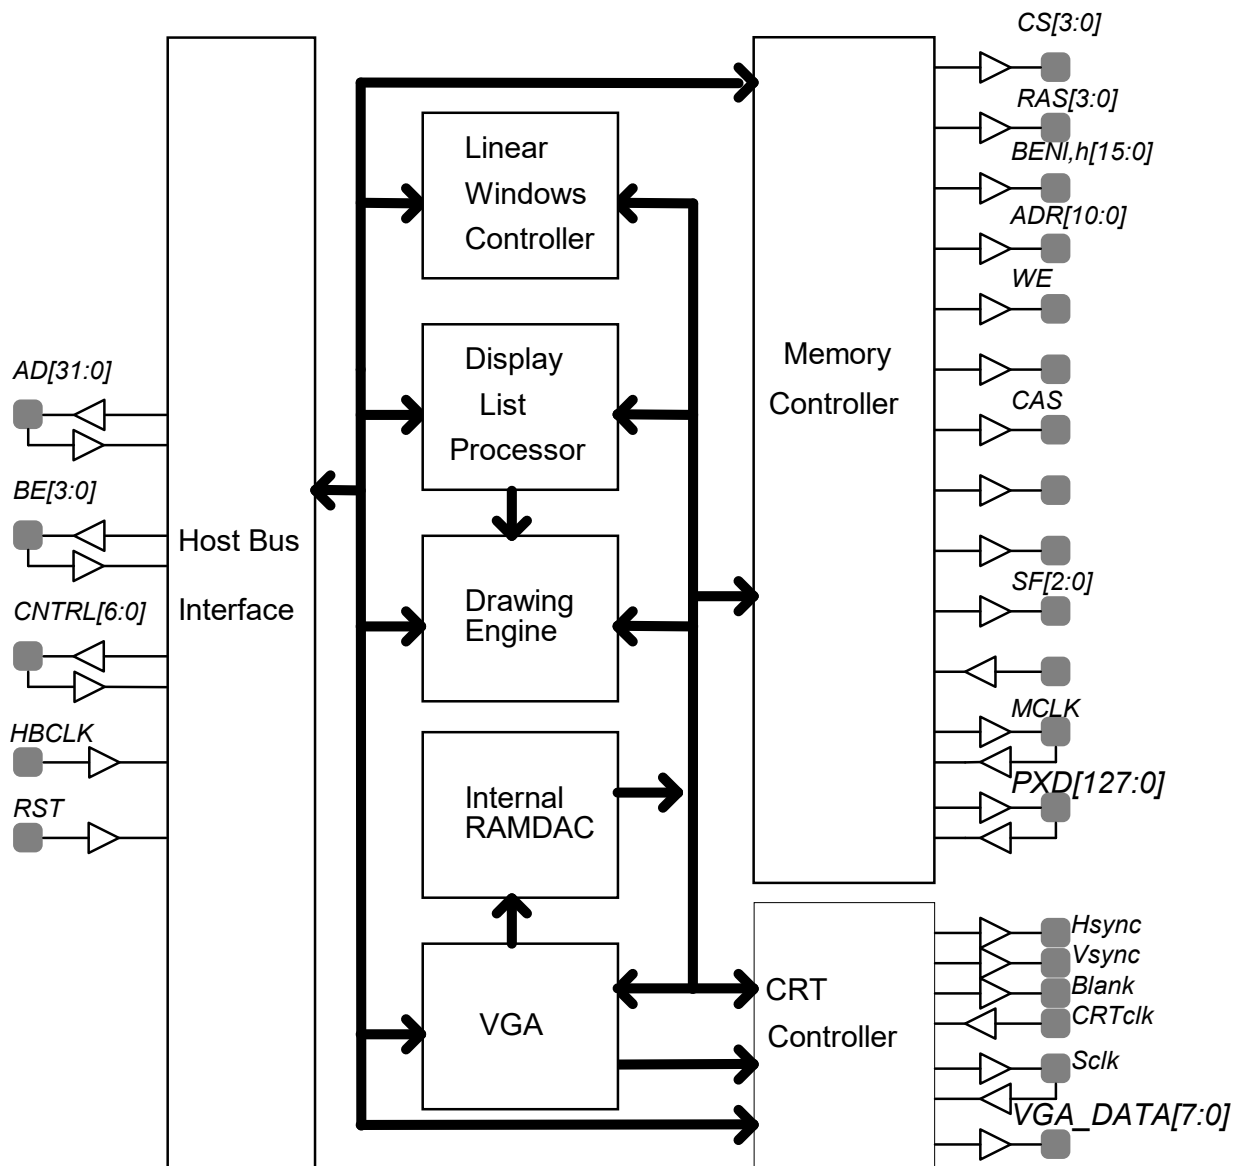 CS[3:0]
RAS[3:0]
BENl,h[15:0]
ADR[10:0]
WE
CAS
SF[2:0]
MCLK
PXD[127:0]
Linear
Windows
Controller
Display
List
Processor
Memory
Controller
AD[31:0]
BE[3:0]
CNTRL[6:0]
HBCLK
RST
Host Bus
Interface
Drawing
Engine
Internal
RAMDAC
VGA
CRT
Controller
Hsync
Vsync
Blank
CRTclk
Sclk
VGA_DATA[7:0]